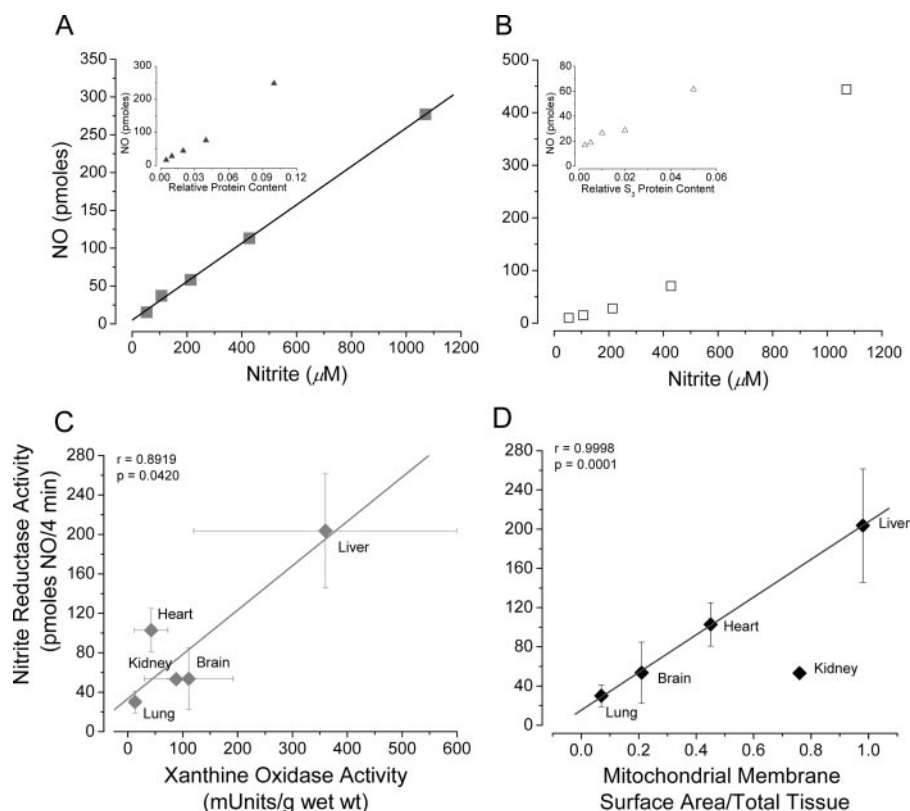 A
350
300
250
200
150
100
50
0
NO (pmoles)
0 200 400 600 800 1000 1200
Nitrite (μM)
300
200
100
0
NO (pmoles)
0.00 0.03 0.06 0.09 0.12
Relative Protein Content
B
500
400
300
200
100
0
0 200 400 600 800 1000
Nitrite (μM)
80
60
40
20
0
NO (pmoles)
0.00 0.02 0.04 0.06
Relative S3 Protein Content
C
r = 0.8919
p = 0.0420
280
240
200
160
120
80
40
0
Nitrite Reductase Activity
(pmoles NO/4 min)
Liver
Heart
Kidney
Brain
Lung
0 100 200 300 400 500 600
Xanthine Oxidase Activity
(mUnits/g wet wt)
D
r = 0.9998
p = 0.0001
280
240
200
160
120
80
40
0
Liver
Heart
Kidney
Brain
Lung
0.0 0.2 0.4 0.6 0.8 1.0
Mitochondrial Membrane
Surface Area/Total Tissue